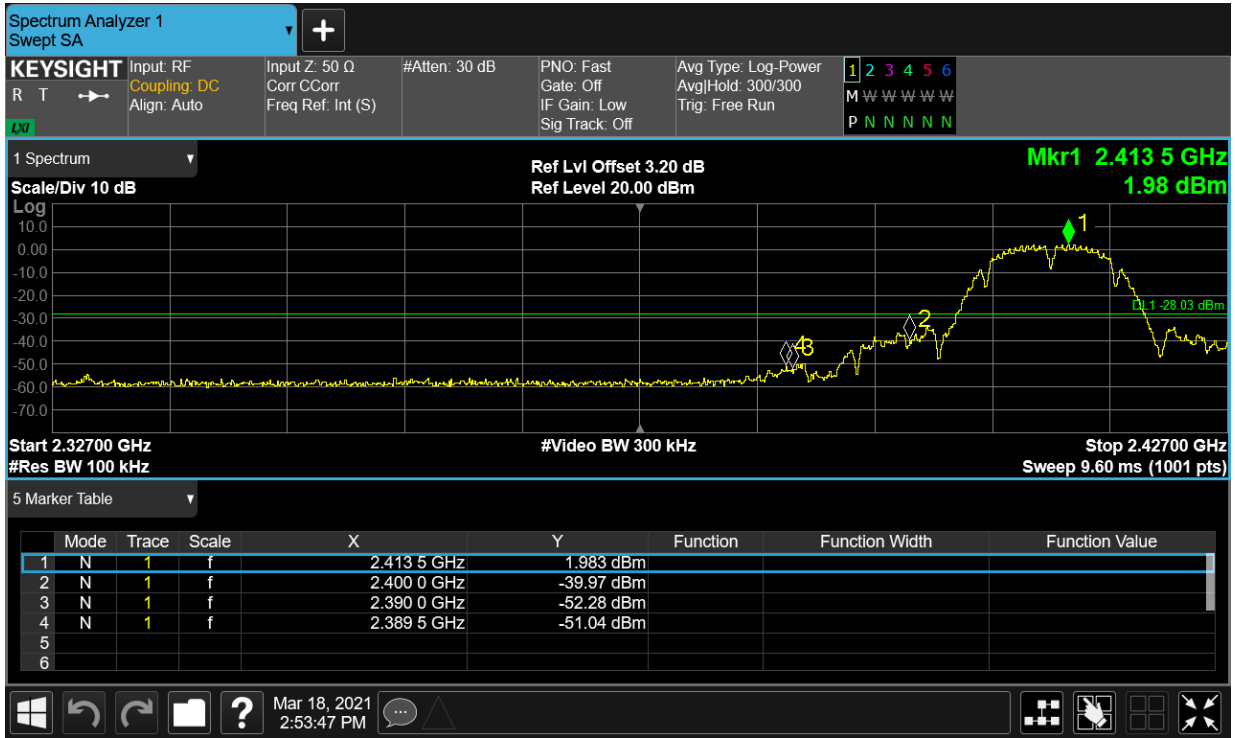 Spectrum Analyzer 1
Swept SA
KEYSIGHT
R T
LXI
Input: RF
Coupling: DC
Align: Auto
Input Z: 50 Ω
Corr CCorr
Freq Ref: Int (S)
#Atten: 30 dB
PNO: Fast
Gate: Off
IF Gain: Low
Sig Track: Off
Avg Type: Log-Power
Avg|Hold: 300/300
Trig: Free Run
1 2 3 4 5 6
M W W W W W
P N N N N N
1 Spectrum
Scale/Div 10 dB
Ref Lvl Offset 3.20 dB
Ref Level 20.00 dBm
Mkr1 2.413 5 GHz
1.98 dBm
Log
10.0
0.00
-10.0
-20.0
-30.0
-40.0
-50.0
-60.0
-70.0
1
DL1 -28.03 dBm
2
4
3
Start 2.32700 GHz
#Res BW 100 kHz
#Video BW 300 kHz
Stop 2.42700 GHz
Sweep 9.60 ms (1001 pts)
5 Marker Table
Mode Trace Scale X Y Function Function Width Function Value
1 N 1 f 2.413 5 GHz 1.983 dBm
2 N 1 f 2.400 0 GHz -39.97 dBm
3 N 1 f 2.390 0 GHz -52.28 dBm
4 N 1 f 2.389 5 GHz -51.04 dBm
5
6
?
Mar 18, 2021
2:53:47 PM